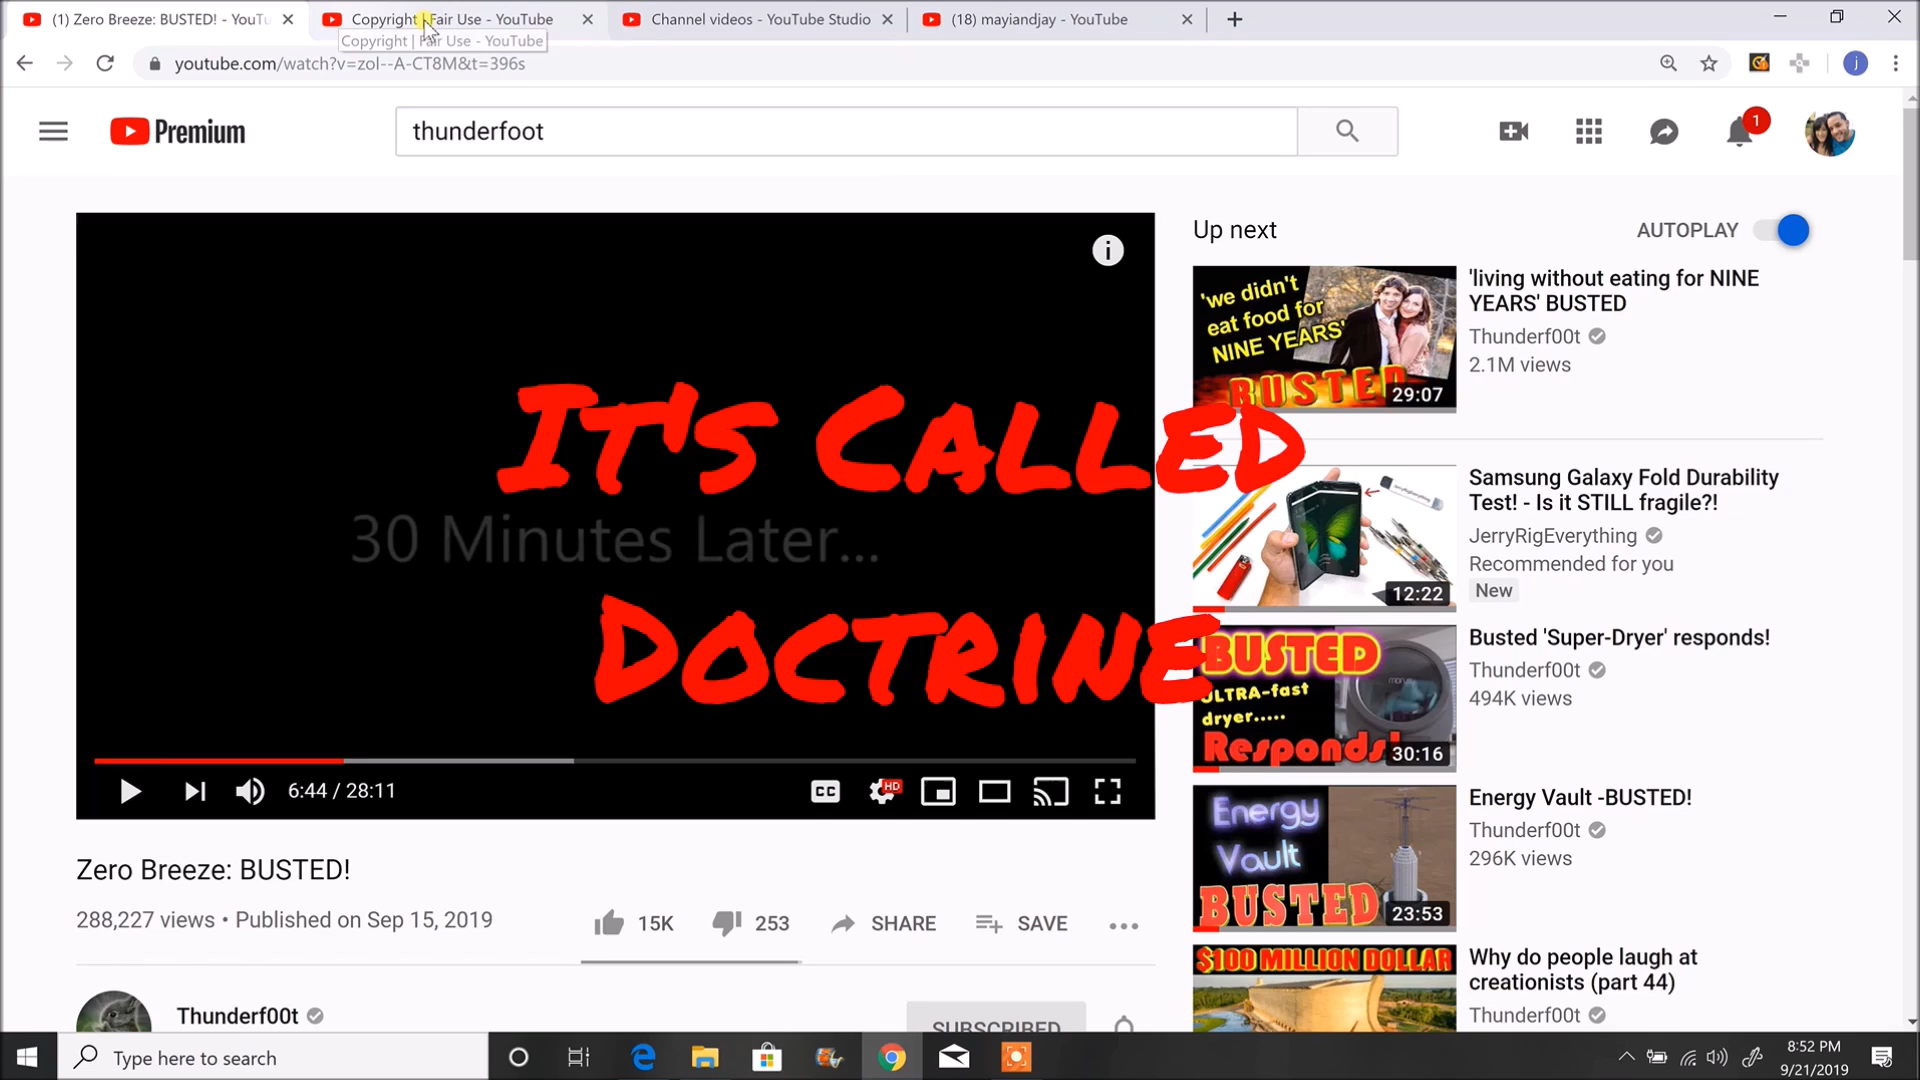 (1) Zero Breeze: BUSTED! - YouTu
Copyright | Fair Use - YouTube
Channel videos - YouTube Studio
(18) mayiandjay - YouTube
Copyright | Fair Use - YouTube
youtube.com/watch?v=zol--A-CT8M&t=396s
j
Premium
thunderfoot
1
Up next
AUTOPLAY
i
'we didn't
eat food for
NINE YEARS'
BUSTED
29:07
'living without eating for NINE
YEARS' BUSTED
Thunderf00t
2.1M views
It's Called
Doctrine
30 Minutes Later...
12:22
Samsung Galaxy Fold Durability
Test! - Is it STILL fragile?!
JerryRigEverything
Recommended for you
New
BUSTED
ULTRA-fast
dryer.....
Responds!
30:16
Busted 'Super-Dryer' responds!
Thunderf00t
494K views
6:44 / 28:11
CC
HD
Energy
Vault
BUSTED
23:53
Energy Vault -BUSTED!
Thunderf00t
296K views
Zero Breeze: BUSTED!
288,227 views • Published on Sep 15, 2019
15K
253
SHARE
SAVE
$100 MILLION DOLLAR
Why do people laugh at
creationists (part 44)
Thunderf00t
Thunderf00t
SUBSCRIBED
Type here to search
8:52 PM
9/21/2019